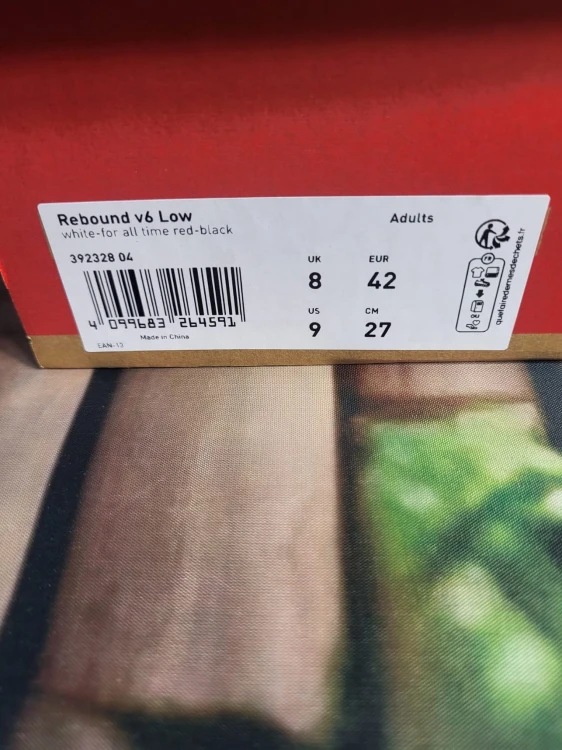 Rebound v6 Low
Adults
white-for all time red-black
392328 04
UK
EUR
8
42
US
CM
9
27
4 099683 264591
EAN-13
Made in China
quefairedemesdechets.fr
FR